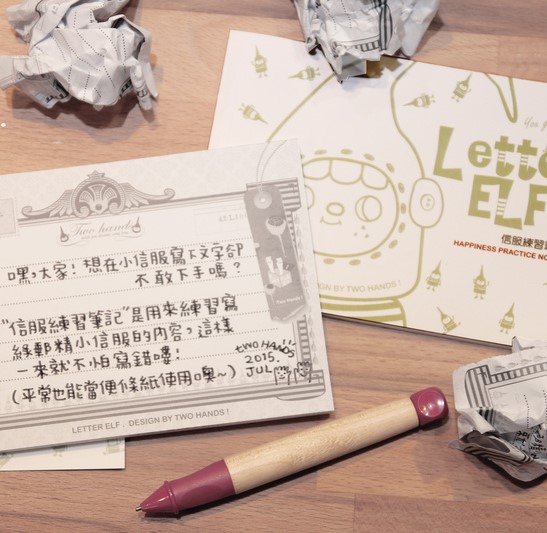 Two hands
嘿，大家！想在小信服寫下文字卻
不敢下手嗎？
"信服練習筆記"是用來練習寫
綠郵精小信服的內容，這樣
一來就不怕寫錯嘍！
(平常也能當便條紙使用噢~)
TWO HANDS
2015.
JUL
LETTER ELF . DESIGN BY TWO HANDS !
Two Hands !
You
Lette
ELF
信服練習
HAPPINESS PRACTICE NO
DESIGN BY TWO HANDS !